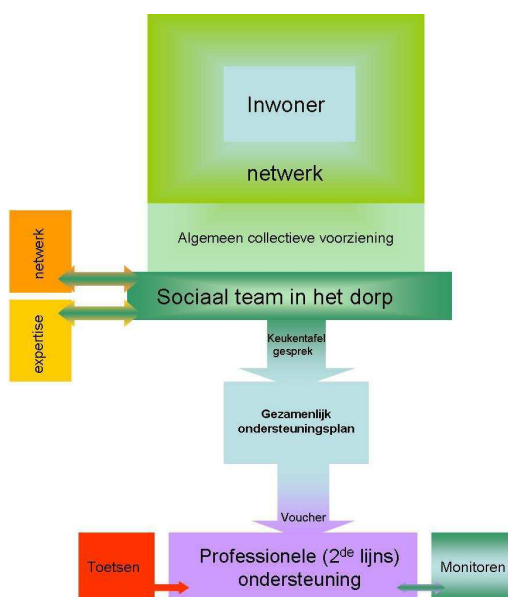 Inwoner
netwerk
Algemeen collectieve voorziening
netwerk
Sociaal team in het dorp
expertise
Keukentafel
gesprek
Gezamenlijk
ondersteuningsplan
Voucher
Toetsen
Professionele (2de lijns)
ondersteuning
Monitoren